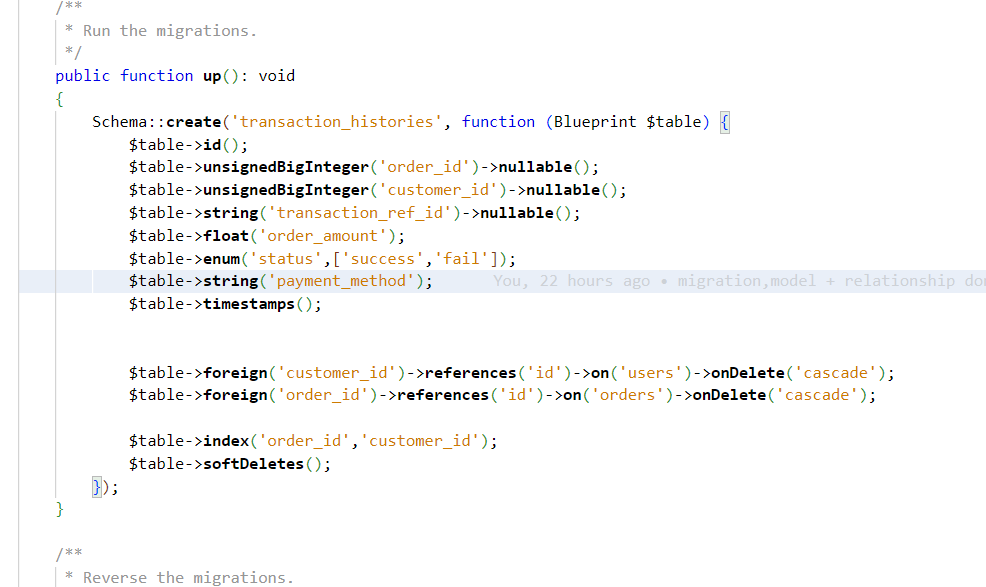 /**
* Run the migrations.
*/
public function up(): void
{
Schema::create('transaction_histories', function (Blueprint $table) {
$table->id();
$table->unsignedBigInteger('order_id')->nullable();
$table->unsignedBigInteger('customer_id')->nullable();
$table->string('transaction_ref_id')->nullable();
$table->float('order_amount');
$table->enum('status',['success','fail']);
$table->string('payment_method'); You, 22 hours ago • migration,model + relationship
$table->timestamps();
$table->foreign('customer_id')->references('id')->on('users')->onDelete('cascade');
$table->foreign('order_id')->references('id')->on('orders')->onDelete('cascade');
$table->index('order_id','customer_id');
$table->softDeletes();
});
}
/**
* Reverse the migrations.